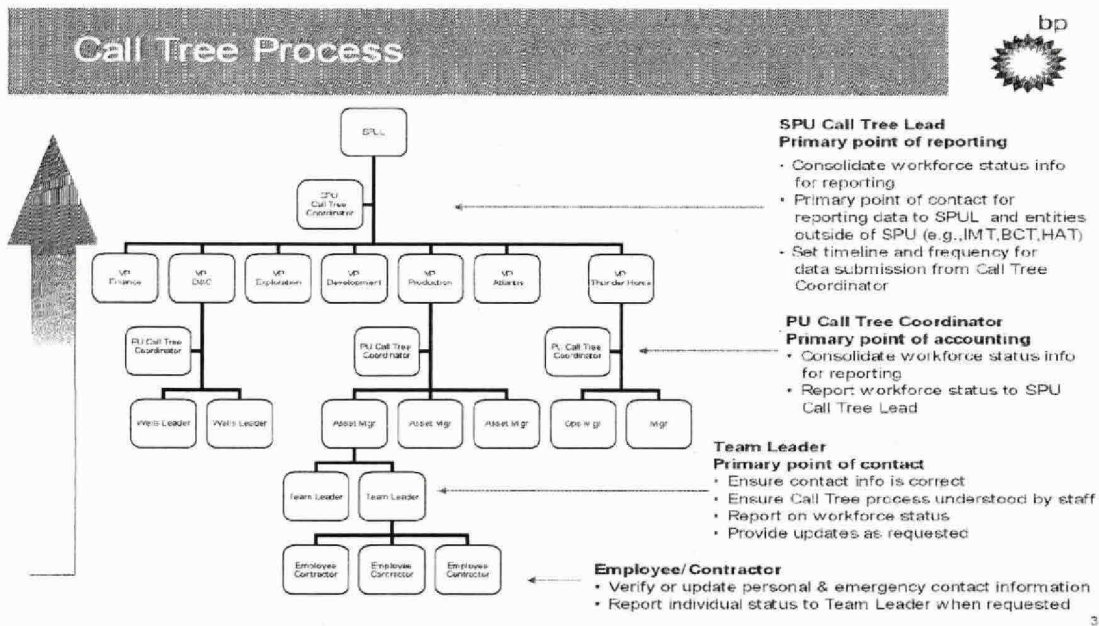 Call Tree Process
bp
SPUL
SPU
Call Tree
Coordinator
VP
Finance
VP
D&C
VP
Exploration
VP
Development
VP
Production
VP
Atlantis
VP
Thunder Horse
PU Call Tree
Coordinator
PU Call Tree
Coordinator
PU Call Tree
Coordinator
Wells Leader
Wells Leader
Asset Mgr
Asset Mgr
Asset Mgr
Ops Mgr
Mgr
Team Leader
Team Leader
Employee
Contractor
Employee
Contractor
Employee
Contractor
SPU Call Tree Lead
Primary point of reporting
• Consolidate workforce status info
for reporting
• Primary point of contact for
reporting data to SPUL and entities
outside of SPU (e.g.,IMT,BCT,HAT)
• Set timeline and frequency for
data submission from Call Tree
Coordinator
PU Call Tree Coordinator
Primary point of accounting
• Consolidate workforce status info
for reporting
• Report workforce status to SPU
Call Tree Lead
Team Leader
Primary point of contact
• Ensure contact info is correct
• Ensure Call Tree process understood by staff
• Report on workforce status
• Provide updates as requested
Employee/Contractor
• Verify or update personal & emergency contact information
• Report individual status to Team Leader when requested
3